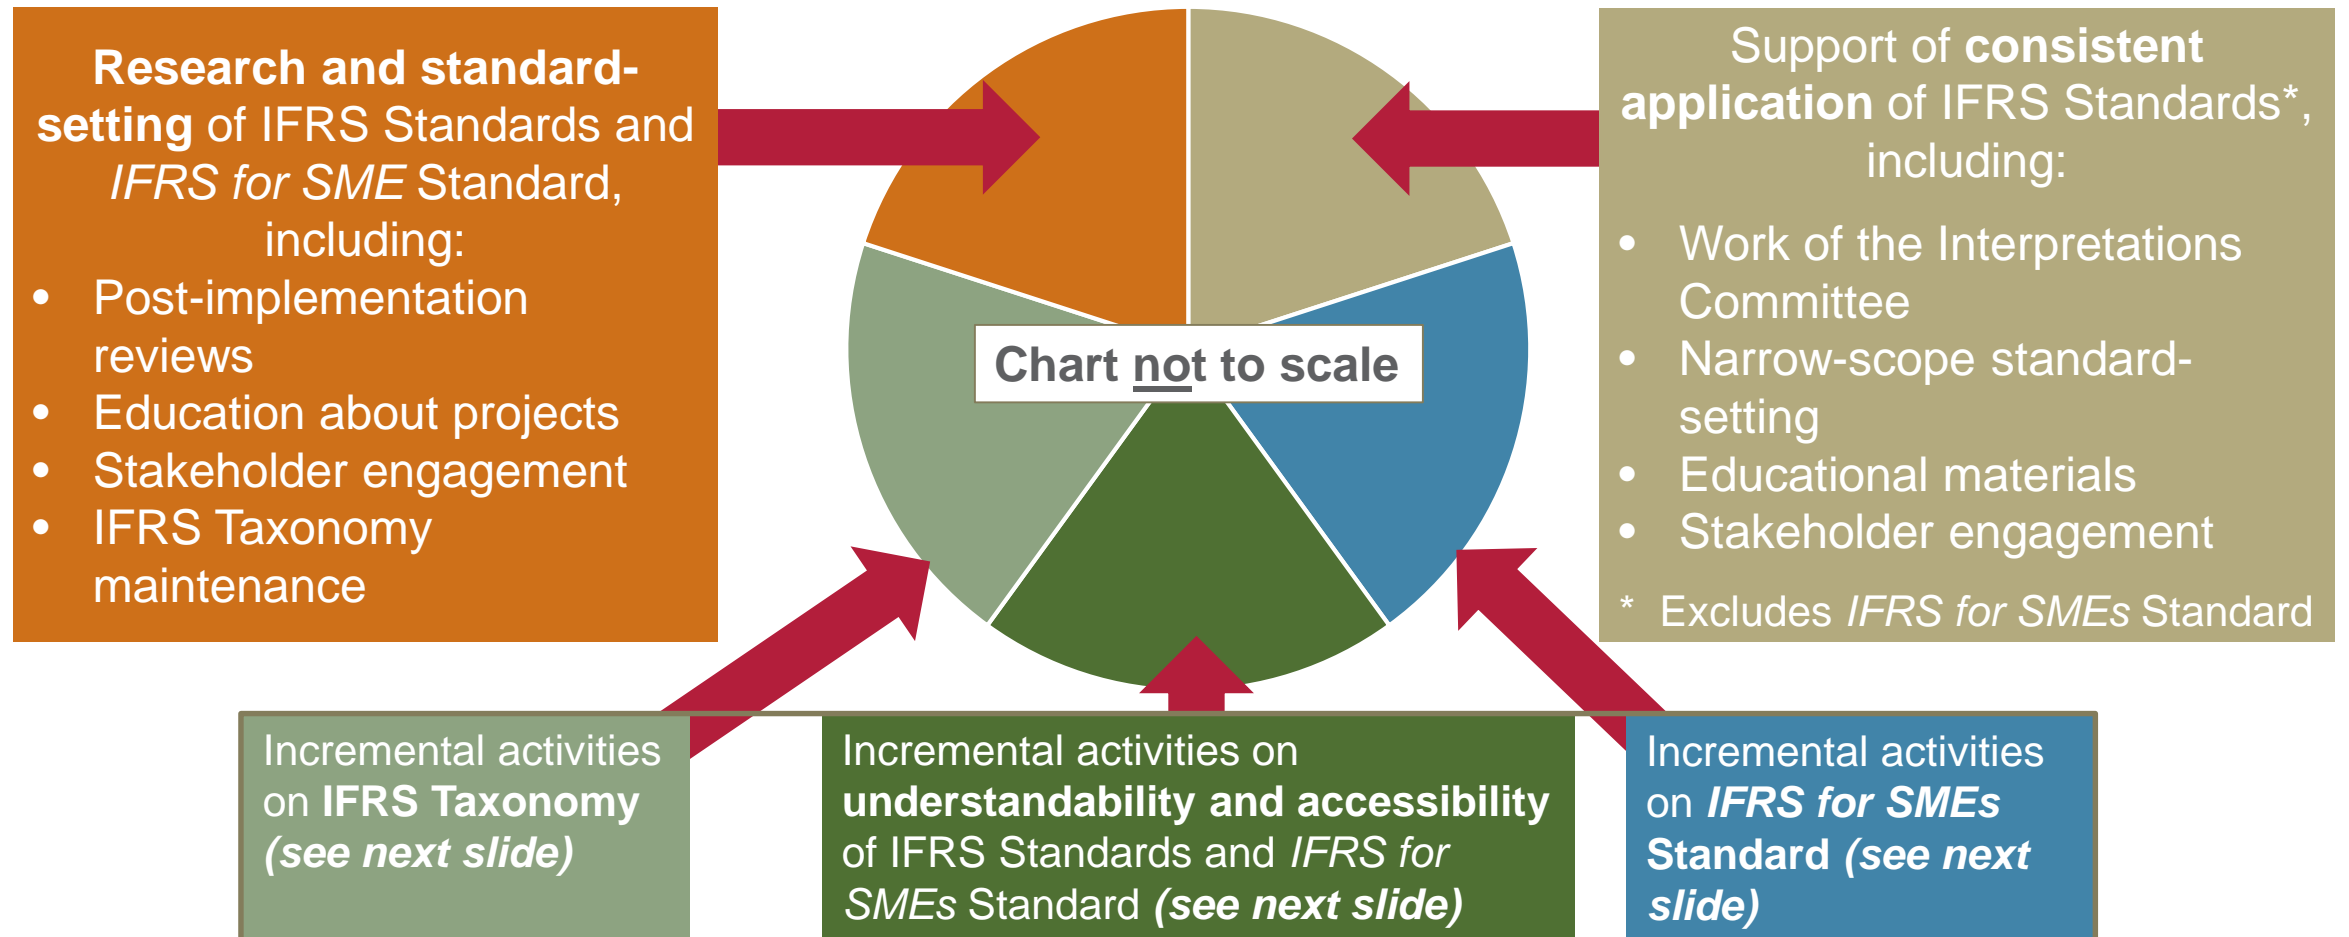 Research and standard-
setting of IFRS Standards and
IFRS for SME Standard,
including:
• Post-implementation
reviews
• Education about projects
• Stakeholder engagement
• IFRS Taxonomy
maintenance
Chart not to scale
Support of consistent
application of IFRS Standards*,
including:
• Work of the Interpretations
Committee
• Narrow-scope standard-
setting
• Educational materials
• Stakeholder engagement
* Excludes IFRS for SMEs Standard
Incremental activities
on IFRS Taxonomy
(see next slide)
Incremental activities on
understandability and accessibility
of IFRS Standards and IFRS for
SMEs Standard (see next slide)
Incremental activities
on IFRS for SMEs
Standard (see next
slide)